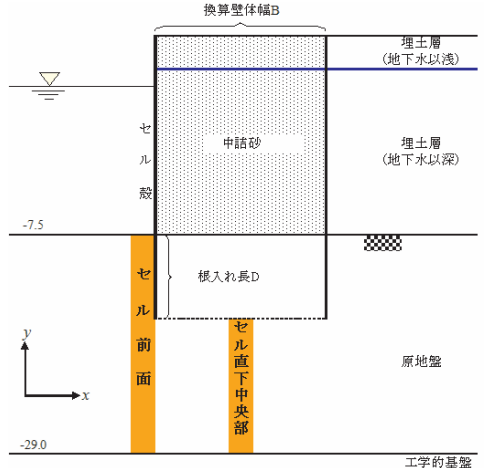 換算壁体幅B
埋土層
(地下水以浅)
セル殻
中詰砂
埋土層
(地下水以深)
-7.5
根入れ長D
セル前面
セル直下中央部
原地盤
y
x
-29.0
工学的基盤